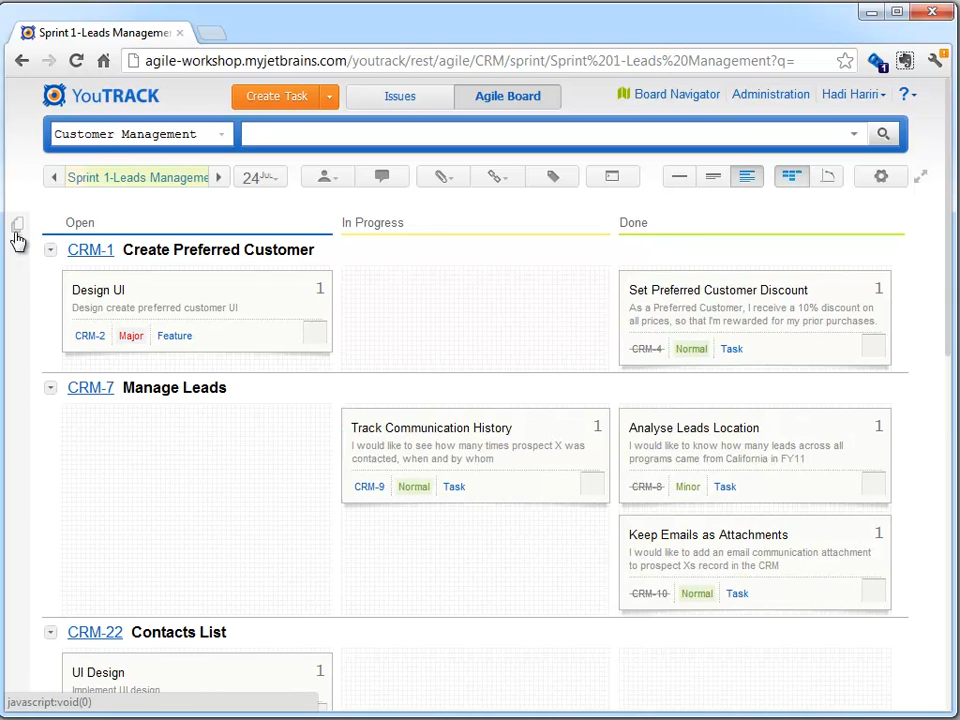 Sprint 1-Leads Manageme
agile-workshop.myjetbrains.com/youtrack/rest/agile/CRM/sprint/Sprint%201-Leads%20Management?q=
1
YouTRACK
Create Task
Issues
Agile Board
Board Navigator
Administration
Hadi Hariri
?
Customer Management
Sprint 1-Leads Manageme
24 Jul
Open
In Progress
Done
CRM-1 Create Preferred Customer
Design UI 1
Design create preferred customer UI
CRM-2 Major Feature
Set Preferred Customer Discount 1
As a Preferred Customer, I receive a 10% discount on
all prices, so that I'm rewarded for my prior purchases.
CRM-4 Normal Task
CRM-7 Manage Leads
Track Communication History 1
I would like to see how many times prospect X was
contacted, when and by whom
CRM-9 Normal Task
Analyse Leads Location 1
I would like to know how many leads across all
programs came from California in FY11
CRM-8 Minor Task
Keep Emails as Attachments 1
I would like to add an email communication attachment
to prospect Xs record in the CRM
CRM-10 Normal Task
CRM-22 Contacts List
UI Design 1
Implement UI design
javascript:void(0)